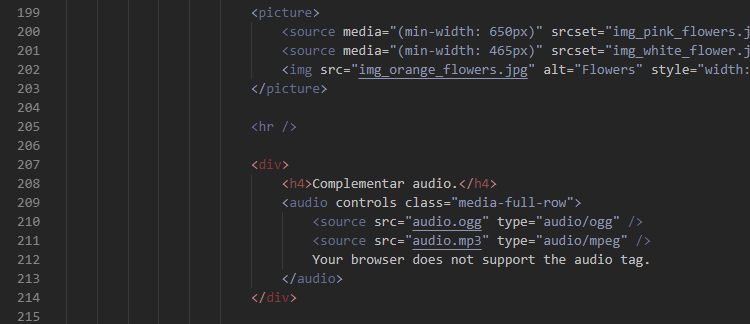 199 <picture>
200 <source media="(min-width: 650px)" srcset="img_pink_flowers.j
201 <source media="(min-width: 465px)" srcset="img_white_flower.j
202 <img src="img_orange_flowers.jpg" alt="Flowers" style="width:
203 </picture>
204
205 <hr />
206
207 <div>
208 <h4>Complementar audio.</h4>
209 <audio controls class="media-full-row">
210 <source src="audio.ogg" type="audio/ogg" />
211 <source src="audio.mp3" type="audio/mpeg" />
212 Your browser does not support the audio tag.
213 </audio>
214 </div>
215